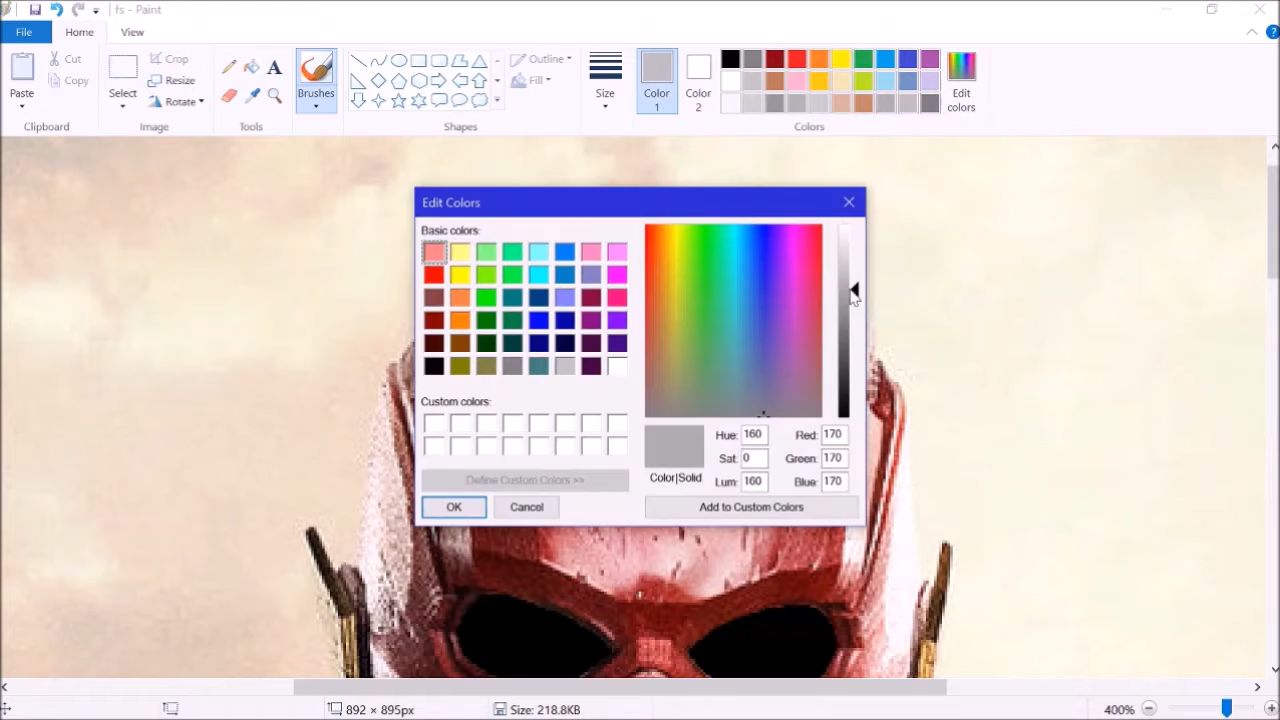 fs - Paint
File Home View
Paste
Cut
Copy
Clipboard
Select
Crop
Resize
Rotate
Image
Tools
Brushes
Outline
Fill
Shapes
Size
Color 1
Color 2
Edit colors
Colors
Edit Colors
Basic colors:
Custom colors:
Define Custom Colors >>
OK Cancel
Hue: 160 Red: 170
Sat: 0 Green: 170
Color|Solid
Lum: 160 Blue: 170
Add to Custom Colors
892 × 895px Size: 218.8KB 400%